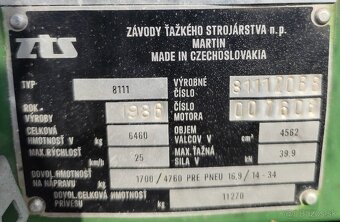 zts
ZÁVODY ŤAŽKÉHO STROJÁRSTVA n.p.
MARTIN
MADE IN CZECHOSLOVAKIA
TYP 8111 VÝROBNÉ ČÍSLO
ROK VÝROBY 1986 ČÍSLO MOTORA
CELKOVÁ HMOTNOSŤ V kg 6460 OBJEM VALCOV V cm³ 4562
MAX.RÝCHLOSŤ 25 MAX.ŤAŽNÁ SILA V kN 39.9
DOVOL.HMOTNOSŤ NA NÁPRAVU kg 1700/4760 PRE PNEU 16.9/14-34
DOVOL.CELKOVÁ HMOTNOSŤ PRÍVESU kg 11270